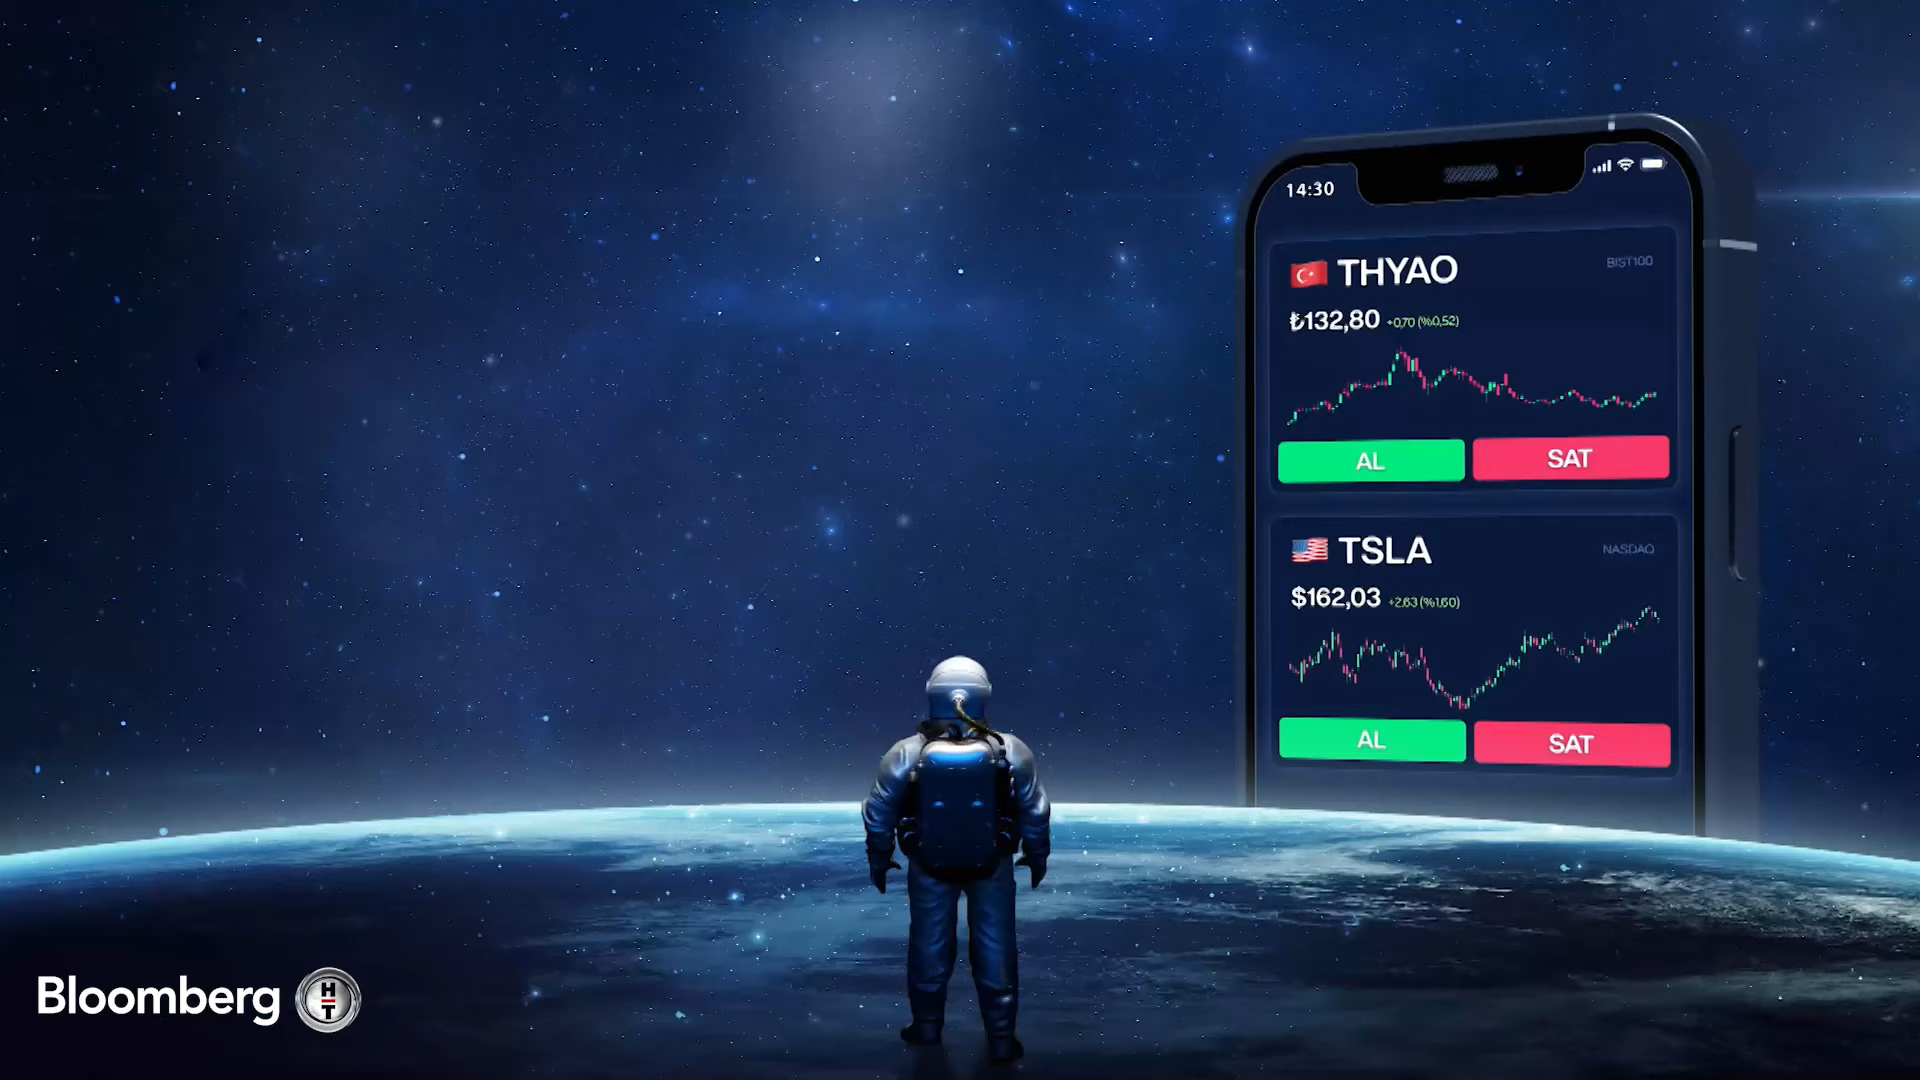 14:30
THYAO
BIST100
₺132,80 +0,70 (%0,52)
AL
SAT
TSLA
NASDAQ
$162,03 +2,63 (%1,60)
AL
SAT
Bloomberg HT